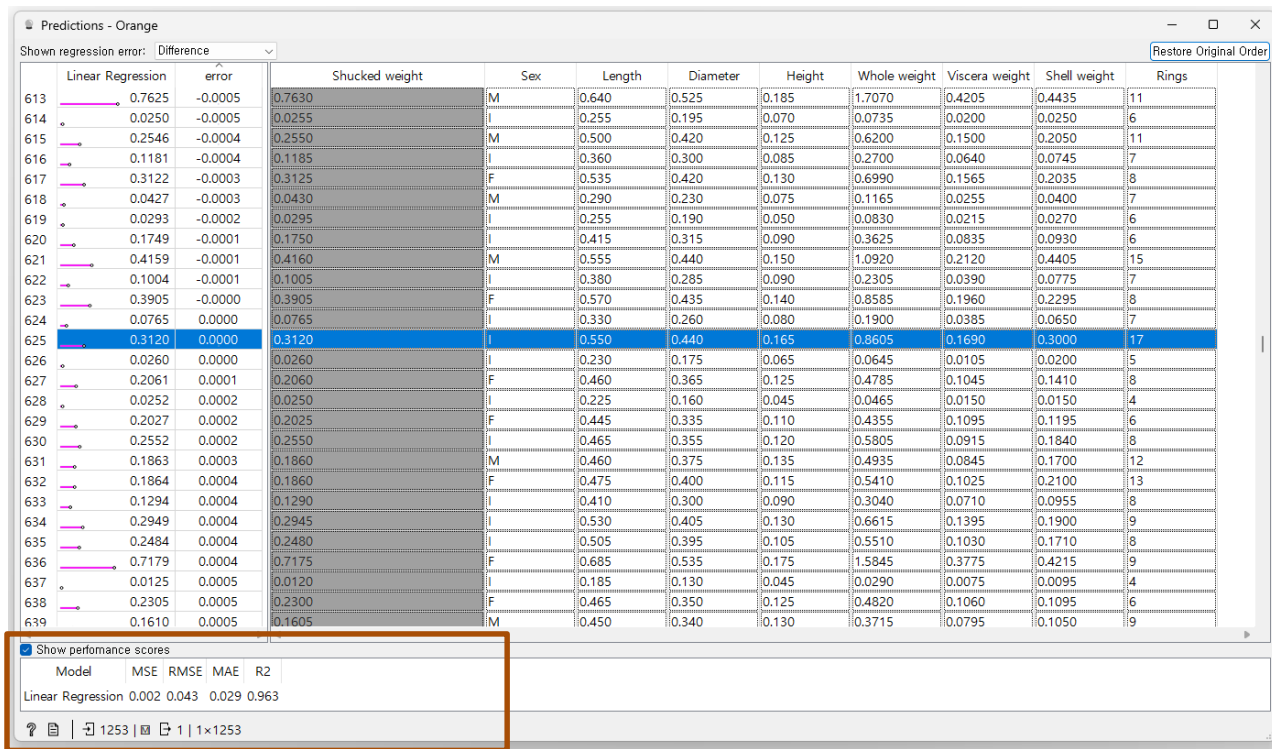 Predictions - Orange
Shown regression error: Difference Restore Original Order
Linear Regression error Shucked weight Sex Length Diameter Height Whole weight Viscera weight Shell weight Rings
613 0.7625 -0.0005 0.7630 M 0.640 0.525 0.185 1.7070 0.4205 0.4435 11
614 0.0250 -0.0005 0.0255 I 0.255 0.195 0.070 0.0735 0.0200 0.0250 6
615 0.2546 -0.0004 0.2550 M 0.500 0.420 0.125 0.6200 0.1500 0.2050 11
616 0.1181 -0.0004 0.1185 I 0.360 0.300 0.085 0.2700 0.0640 0.0745 7
617 0.3122 -0.0003 0.3125 F 0.535 0.420 0.130 0.6990 0.1565 0.2035 8
618 0.0427 -0.0003 0.0430 M 0.290 0.230 0.075 0.1165 0.0255 0.0400 7
619 0.0293 -0.0002 0.0295 I 0.255 0.190 0.050 0.0830 0.0215 0.0270 6
620 0.1749 -0.0001 0.1750 I 0.415 0.315 0.090 0.3625 0.0835 0.0930 6
621 0.4159 -0.0001 0.4160 M 0.555 0.440 0.150 1.0920 0.2120 0.4405 15
622 0.1004 -0.0001 0.1005 I 0.380 0.285 0.090 0.2305 0.0390 0.0775 7
623 0.3905 -0.0000 0.3905 F 0.570 0.435 0.140 0.8585 0.1960 0.2295 8
624 0.0765 0.0000 0.0765 I 0.330 0.260 0.080 0.1900 0.0385 0.0650 7
625 0.3120 0.0000 0.3120 I 0.550 0.440 0.165 0.8605 0.1690 0.3000 17
626 0.0260 0.0000 0.0260 I 0.230 0.175 0.065 0.0645 0.0105 0.0200 5
627 0.2061 0.0001 0.2060 F 0.460 0.365 0.125 0.4785 0.1045 0.1410 8
628 0.0252 0.0002 0.0250 I 0.225 0.160 0.045 0.0465 0.0150 0.0150 4
629 0.2027 0.0002 0.2025 F 0.445 0.335 0.110 0.4355 0.1095 0.1195 6
630 0.2552 0.0002 0.2550 I 0.465 0.355 0.120 0.5805 0.0915 0.1840 8
631 0.1863 0.0003 0.1860 M 0.460 0.375 0.135 0.4935 0.0845 0.1700 12
632 0.1864 0.0004 0.1860 F 0.475 0.400 0.115 0.5410 0.1025 0.2100 13
633 0.1294 0.0004 0.1290 I 0.410 0.300 0.090 0.3040 0.0710 0.0955 8
634 0.2949 0.0004 0.2945 I 0.530 0.405 0.130 0.6615 0.1395 0.1900 9
635 0.2484 0.0004 0.2480 I 0.505 0.395 0.105 0.5510 0.1030 0.1710 8
636 0.7179 0.0004 0.7175 F 0.685 0.535 0.175 1.5845 0.3775 0.4215 9
637 0.0125 0.0005 0.0120 I 0.185 0.130 0.045 0.0290 0.0075 0.0095 4
638 0.2305 0.0005 0.2300 F 0.465 0.350 0.125 0.4820 0.1060 0.1095 6
639 0.1610 0.0005 0.1605 M 0.450 0.340 0.130 0.3715 0.0795 0.1050 9
Show perfomance scores
Model MSE RMSE MAE R2
Linear Regression 0.002 0.043 0.029 0.963
? 1253 | M 1 | 1×1253